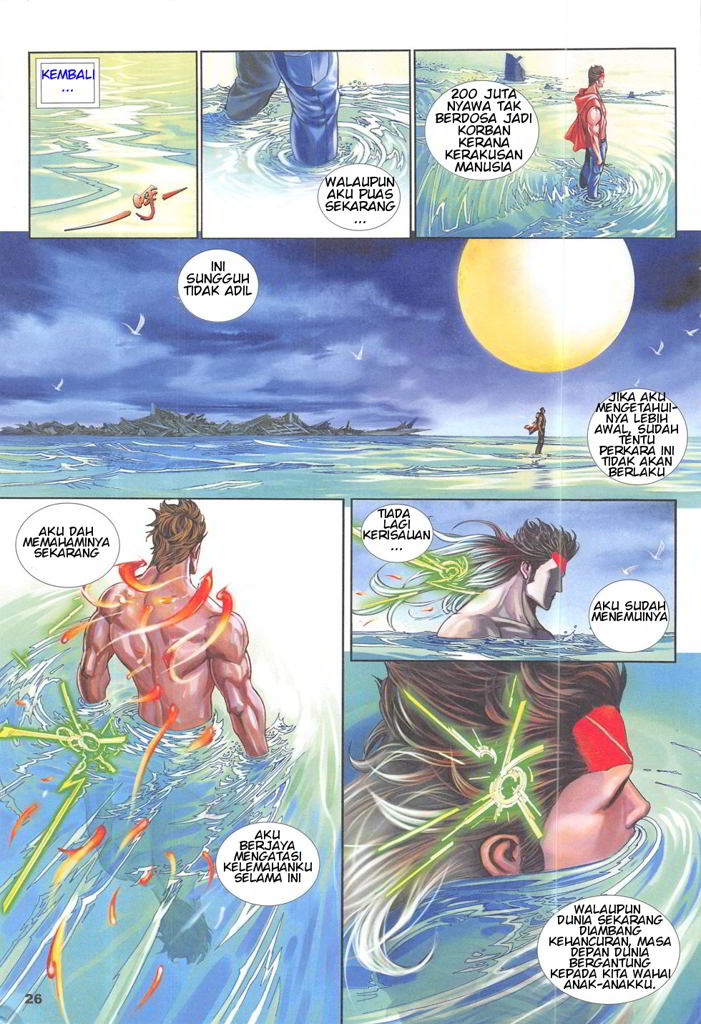 KEMBALI
...
呼
WALAUPUN
AKU PUAS
SEKARANG
...
200 JUTA
NYAWA TAK
BERDOSA JADI
KORBAN
KERANA
KERAKUSAN
MANUSIA
INI
SUNGGUH
TIDAK ADIL
JIKA AKU
MENGETAHUI-
NYA LEBIH
AWAL, SUDAH
TENTU
PERKARA INI
TIDAK AKAN
BERLAKU
AKU DAH
MEMAHAMINYA
SEKARANG
AKU
BERJAYA
MENGATASI
KELEMAHANKU
SELAMA INI
TIADA
LAGI
KERISAUAN
...
AKU SUDAH
MENEMUINYA
WALAUPUN
DUNIA SEKARANG
DIAMBANG
KEHANCURAN, MASA
DEPAN DUNIA
BERGANTUNG
KEPADA KITA WAHAI
ANAK-ANAKKU.
26